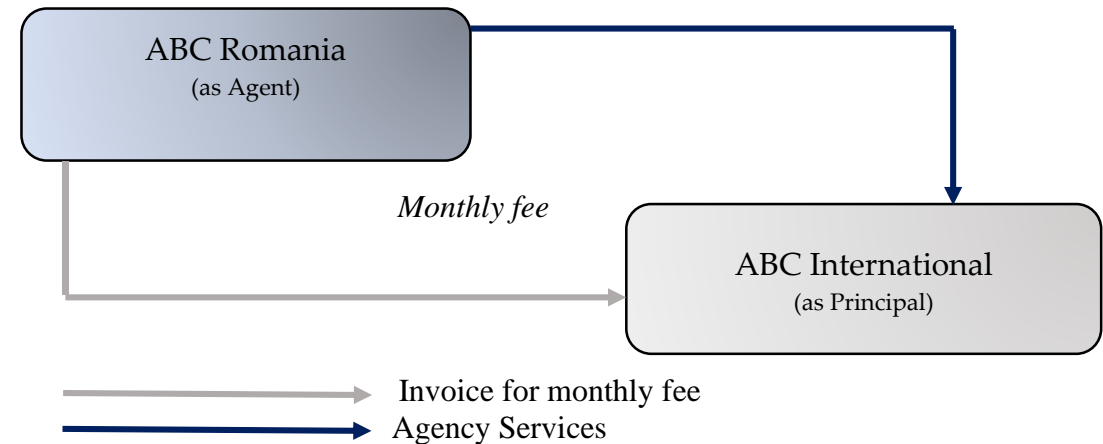 ABC Romania
(as Agent)
Monthly fee
ABC International
(as Principal)
Invoice for monthly fee
Agency Services